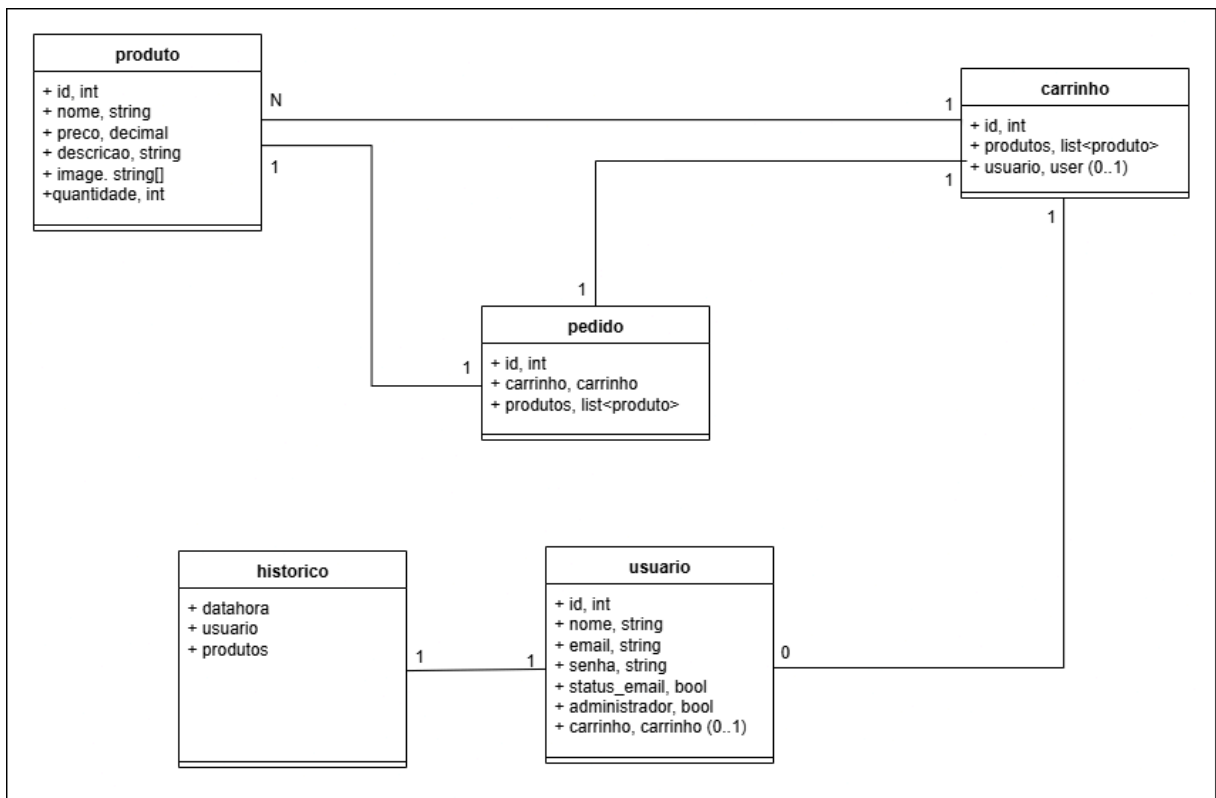 produto
+ id, int
+ nome, string
+ preco, decimal
+ descricao, string
+ image. string[]
+quantidade, int
N
1
1
carrinho
+ id, int
+ produtos, list<produto>
+ usuario, user (0..1)
1
1
1
pedido
+ id, int
+ carrinho, carrinho
+ produtos, list<produto>
1
historico
+ datahora
+ usuario
+ produtos
1
1
usuario
+ id, int
+ nome, string
+ email, string
+ senha, string
+ status_email, bool
+ administrador, bool
+ carrinho, carrinho (0..1)
0
1